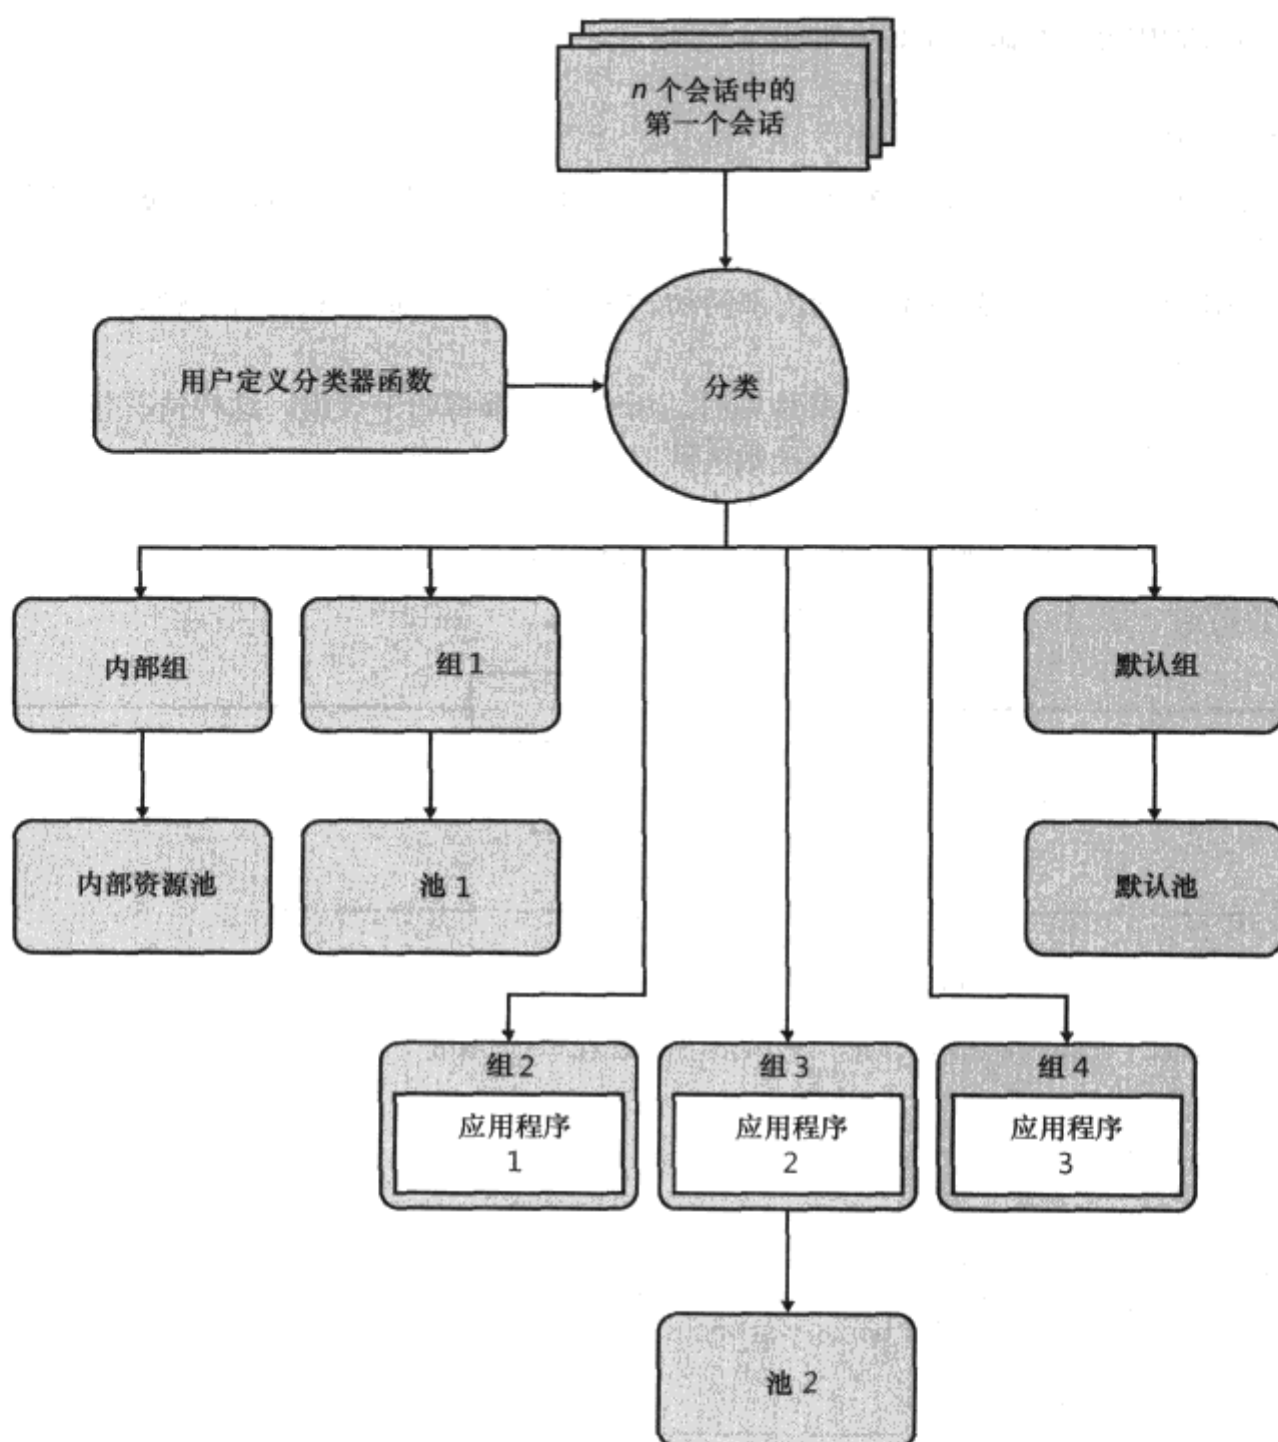 n 个会话中的
第一个会话
用户定义分类器函数
分类
内部组
组 1
默认组
内部资源池
池 1
默认池
组 2
组 3
组 4
应用程序
1
应用程序
2
应用程序
3
池 2